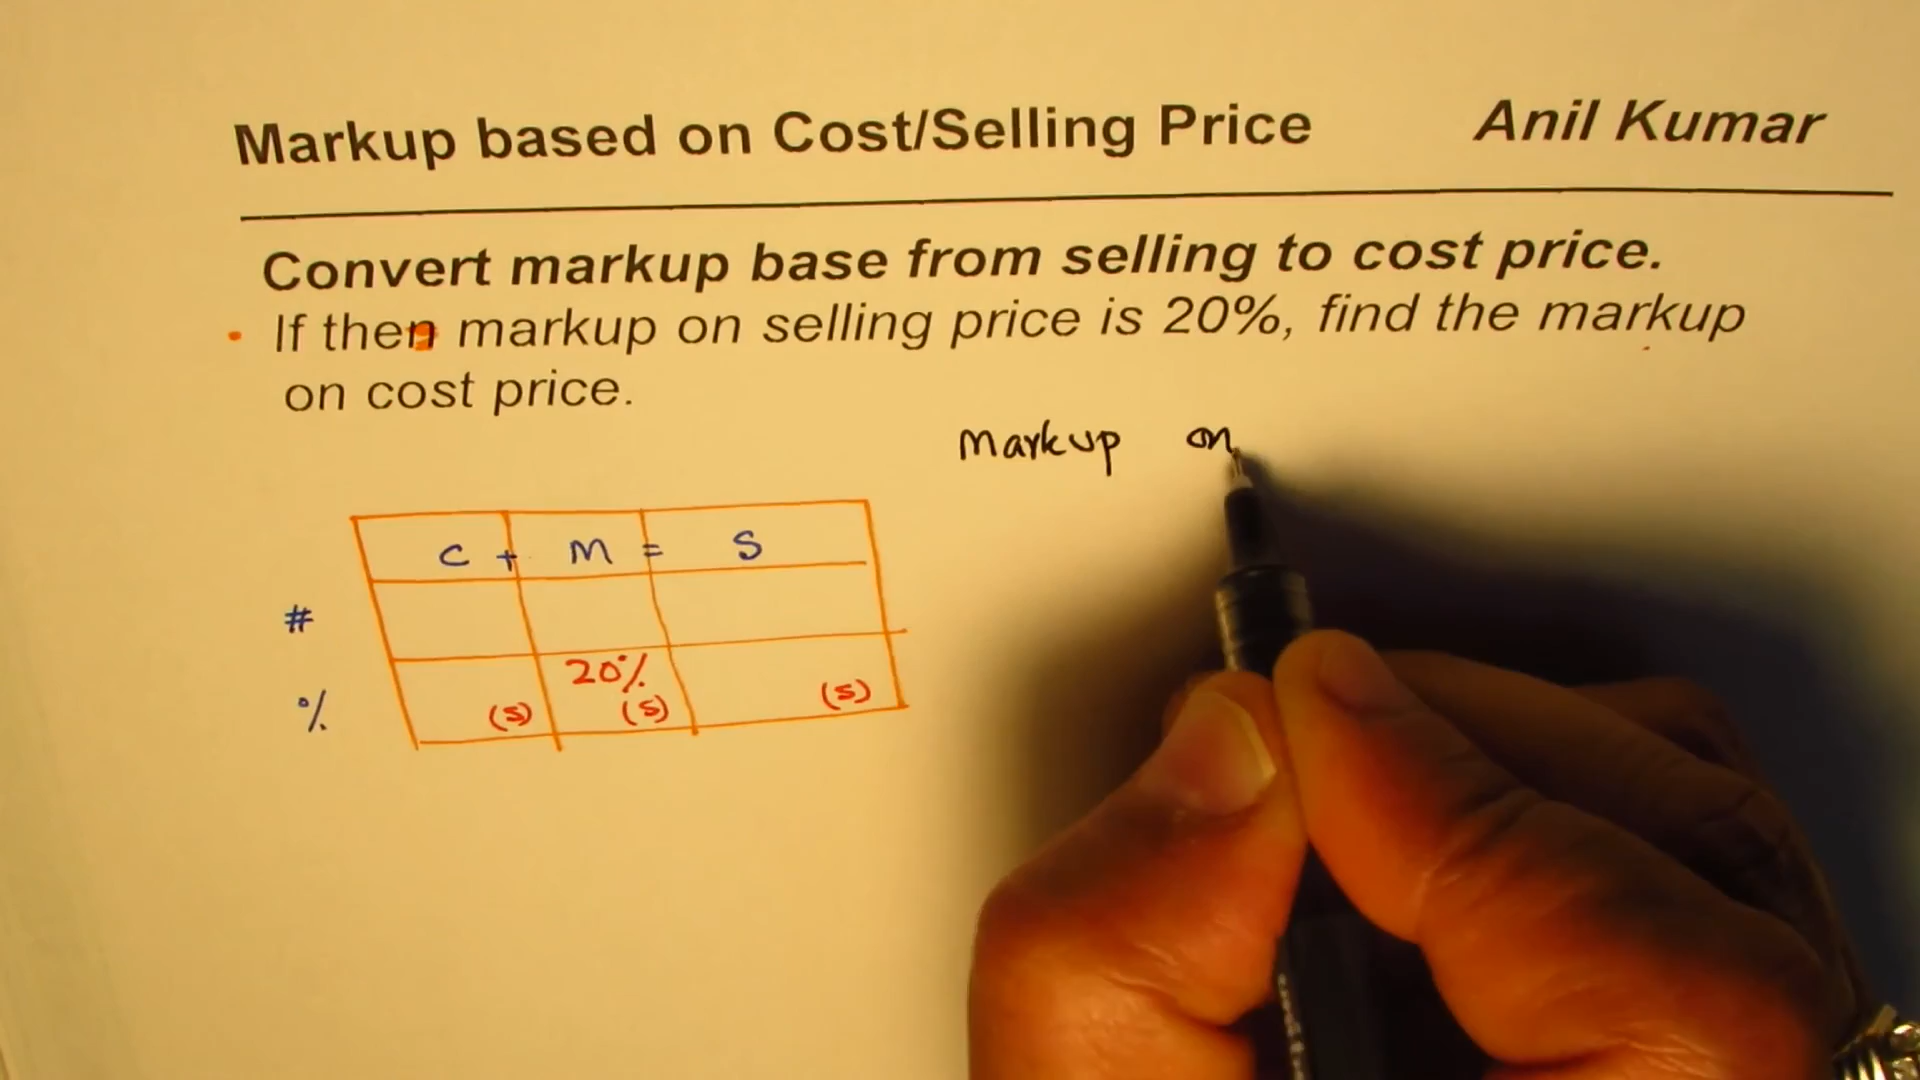 Markup based on Cost/Selling Price Anil Kumar
Convert markup base from selling to cost price.
If then markup on selling price is 20%, find the markup
on cost price.
Markup on
C + M = S
#
% (S) 20% (S) (S)